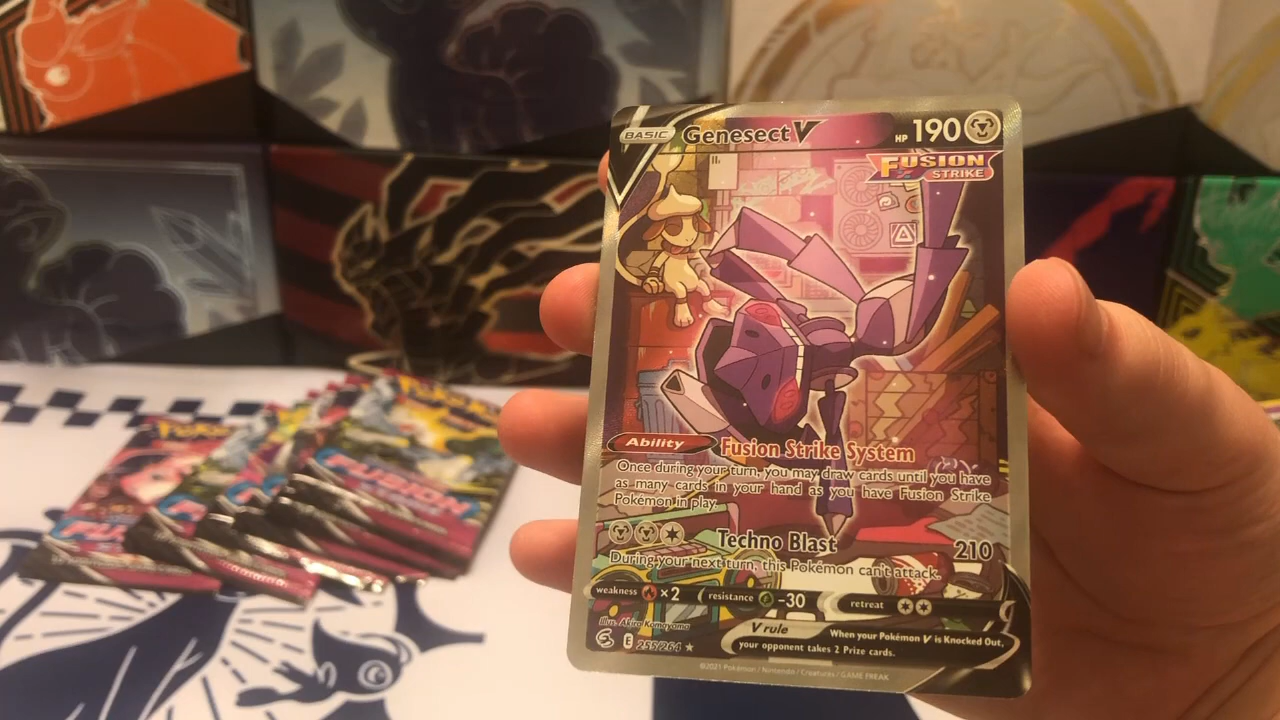 BASIC Genesect V HP 190
FUSION
STRIKE
Ability Fusion Strike System
Once during your turn, you may draw cards until you have
as many cards in your hand as you have Fusion Strike
Pokémon in play.
Techno Blast 210
During your next turn, this Pokémon can't attack.
weakness ×2 resistance -30 retreat
Illus. Akira Komayama
V rule When your Pokémon V is Knocked Out,
your opponent takes 2 Prize cards.
E 255/264
©2021 Pokémon / Nintendo / Creatures / GAME FREAK
FUSION